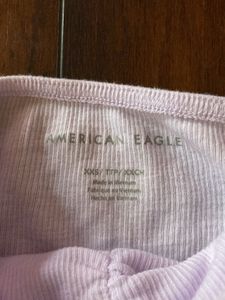 AMERICAN EAGLE
XXS / TTP / XXCH
Made in Vietnam
Fabriqué au Vietnam
Hecho en Vietnam